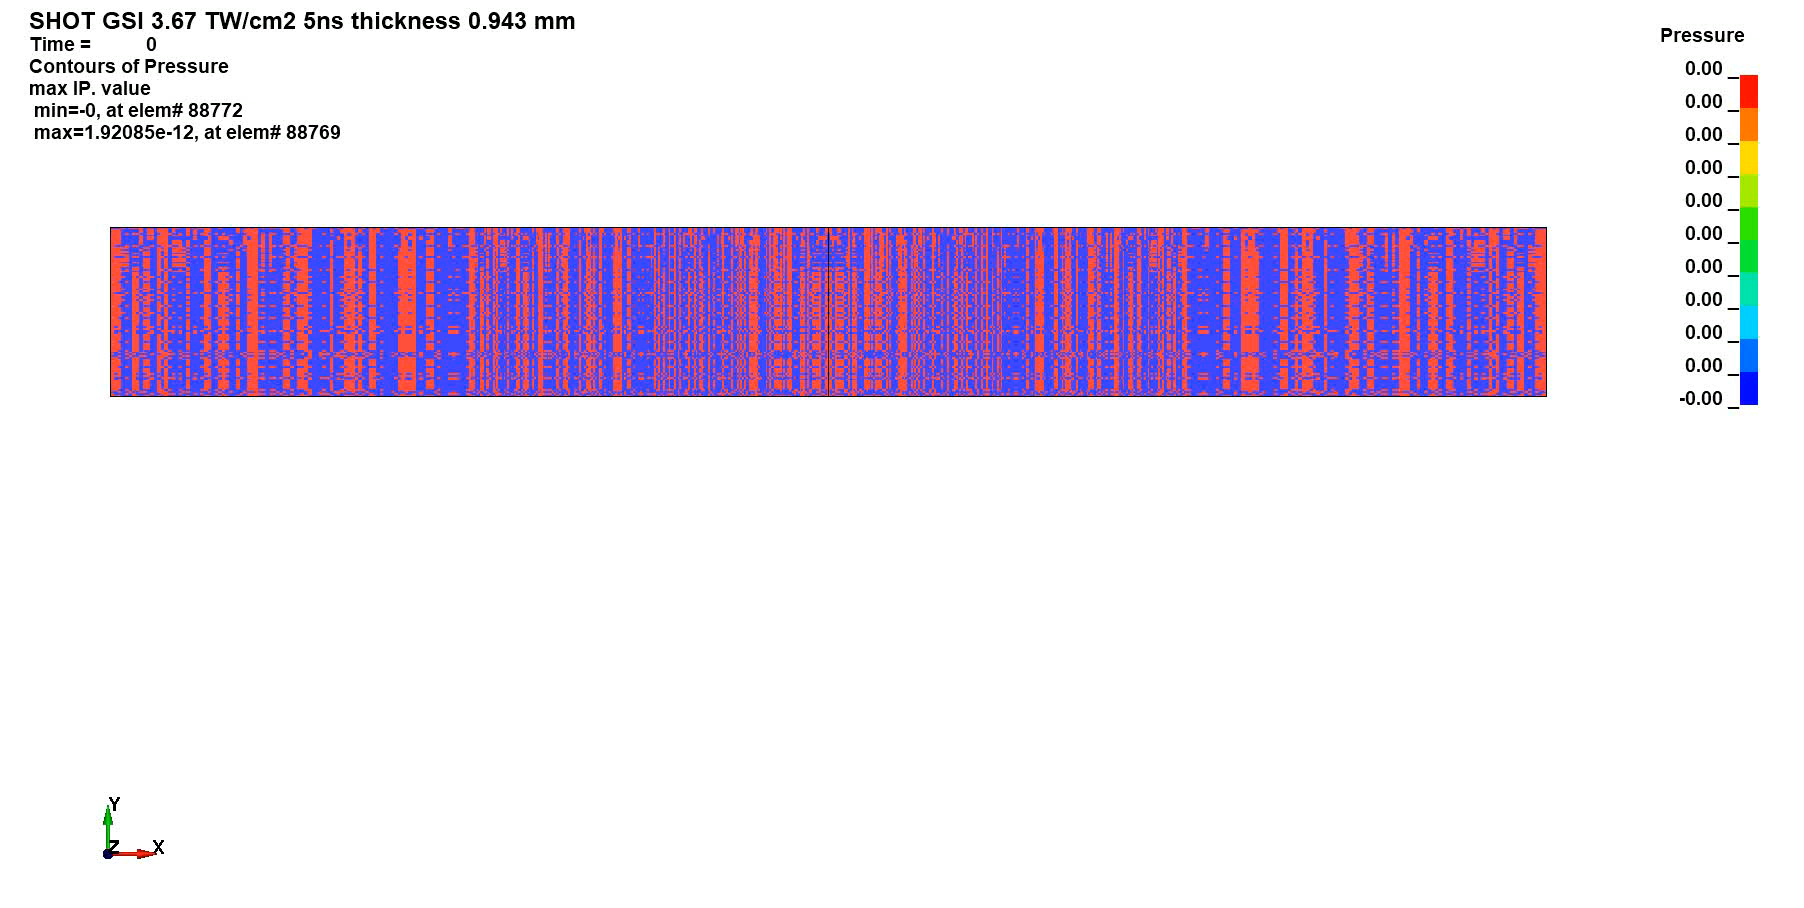 SHOT GSI 3.67 TW/cm2 5ns thickness 0.943 mm
Time = 0
Contours of Pressure
max IP. value
min=-0, at elem# 88772
max=1.92085e-12, at elem# 88769
Pressure
0.00
0.00
0.00
0.00
0.00
0.00
0.00
0.00
0.00
0.00
-0.00
Y
Z X